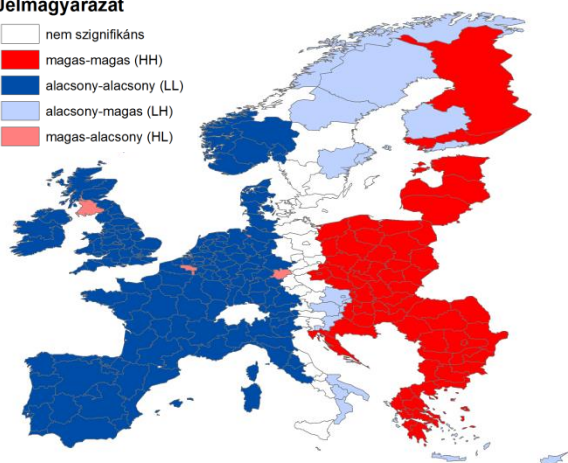 Jelmagyarázat
nem szignifikáns
magas-magas (HH)
alacsony-alacsony (LL)
alacsony-magas (LH)
magas-alacsony (HL)